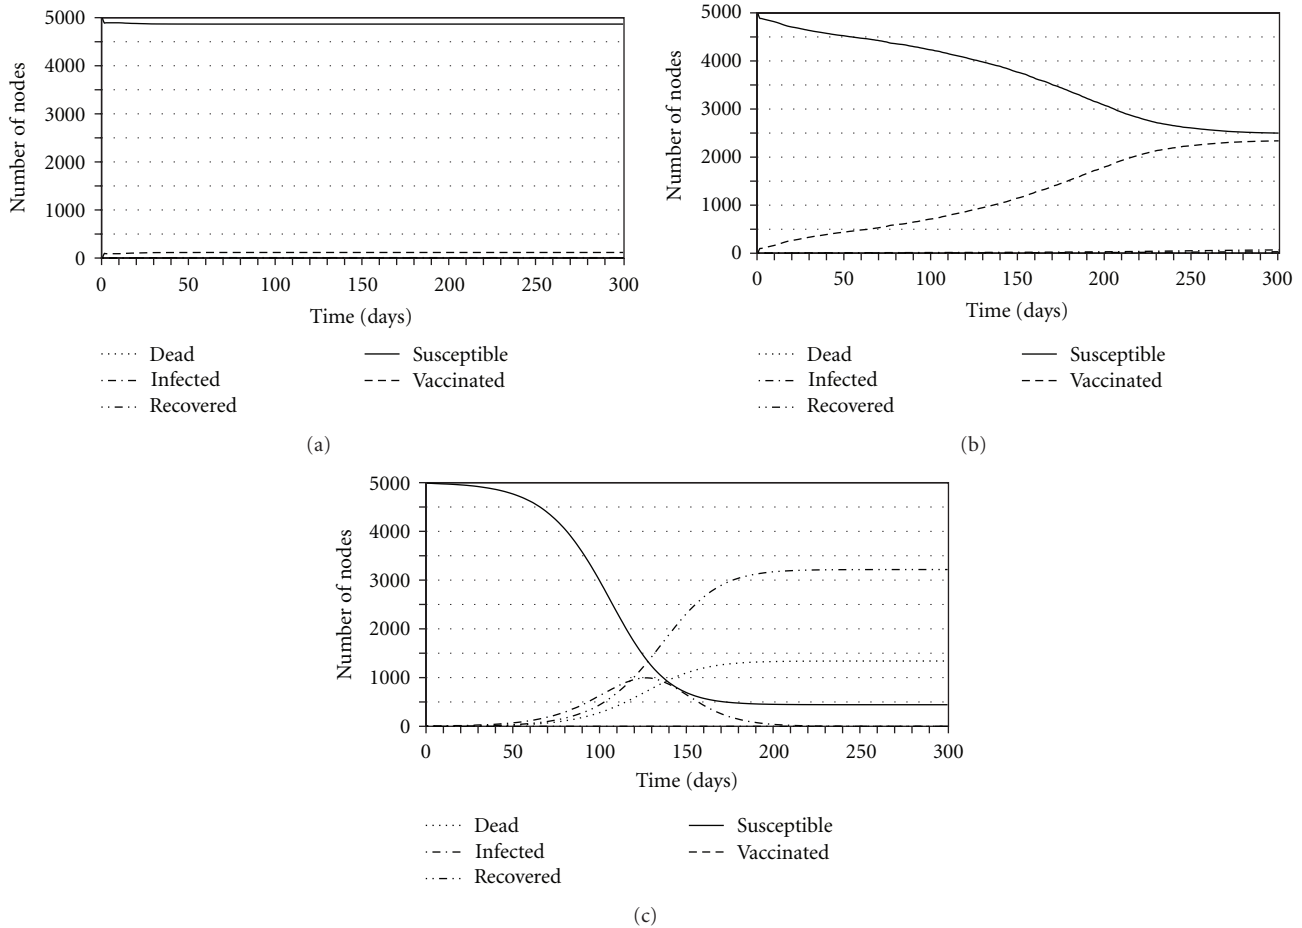 5000
4000
3000
2000
1000
0
Number of nodes
0 50 100 150 200 250 300
Time (days)
Dead
Infected
Recovered
Susceptible
Vaccinated
(a)
5000
4000
3000
2000
1000
0
Number of nodes
0 50 100 150 200 250 300
Time (days)
Dead
Infected
Recovered
Susceptible
Vaccinated
(b)
5000
4000
3000
2000
1000
0
Number of nodes
0 50 100 150 200 250 300
Time (days)
Dead
Infected
Recovered
Susceptible
Vaccinated
(c)